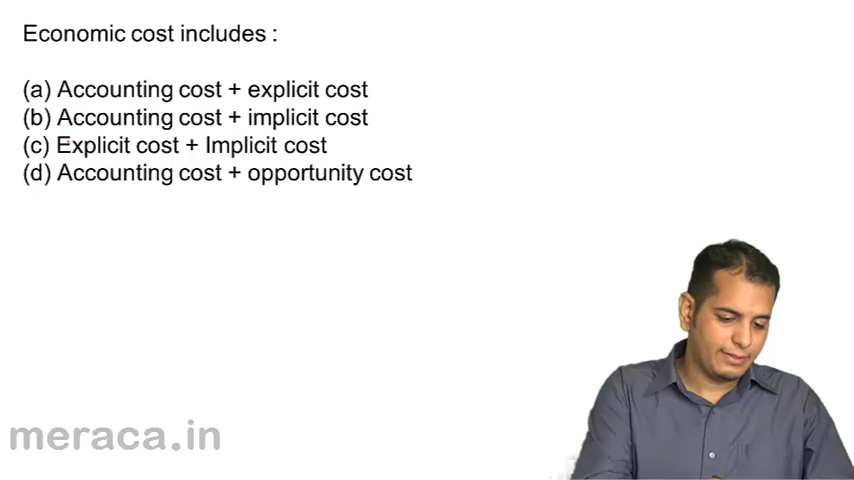 Economic cost includes :
(a) Accounting cost + explicit cost
(b) Accounting cost + implicit cost
(c) Explicit cost + Implicit cost
(d) Accounting cost + opportunity cost
meraca.in